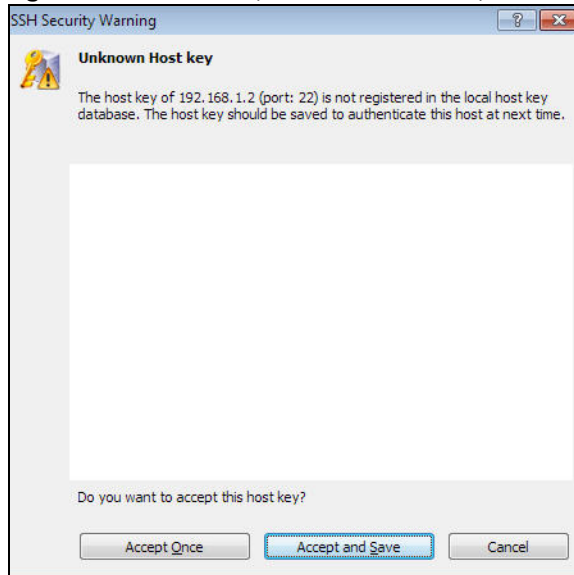 SSH Security Warning
Unknown Host key
The host key of 192.168.1.2 (port: 22) is not registered in the local host key
database. The host key should be saved to authenticate this host at next time.
Do you want to accept this host key?
Accept Once
Accept and Save
Cancel